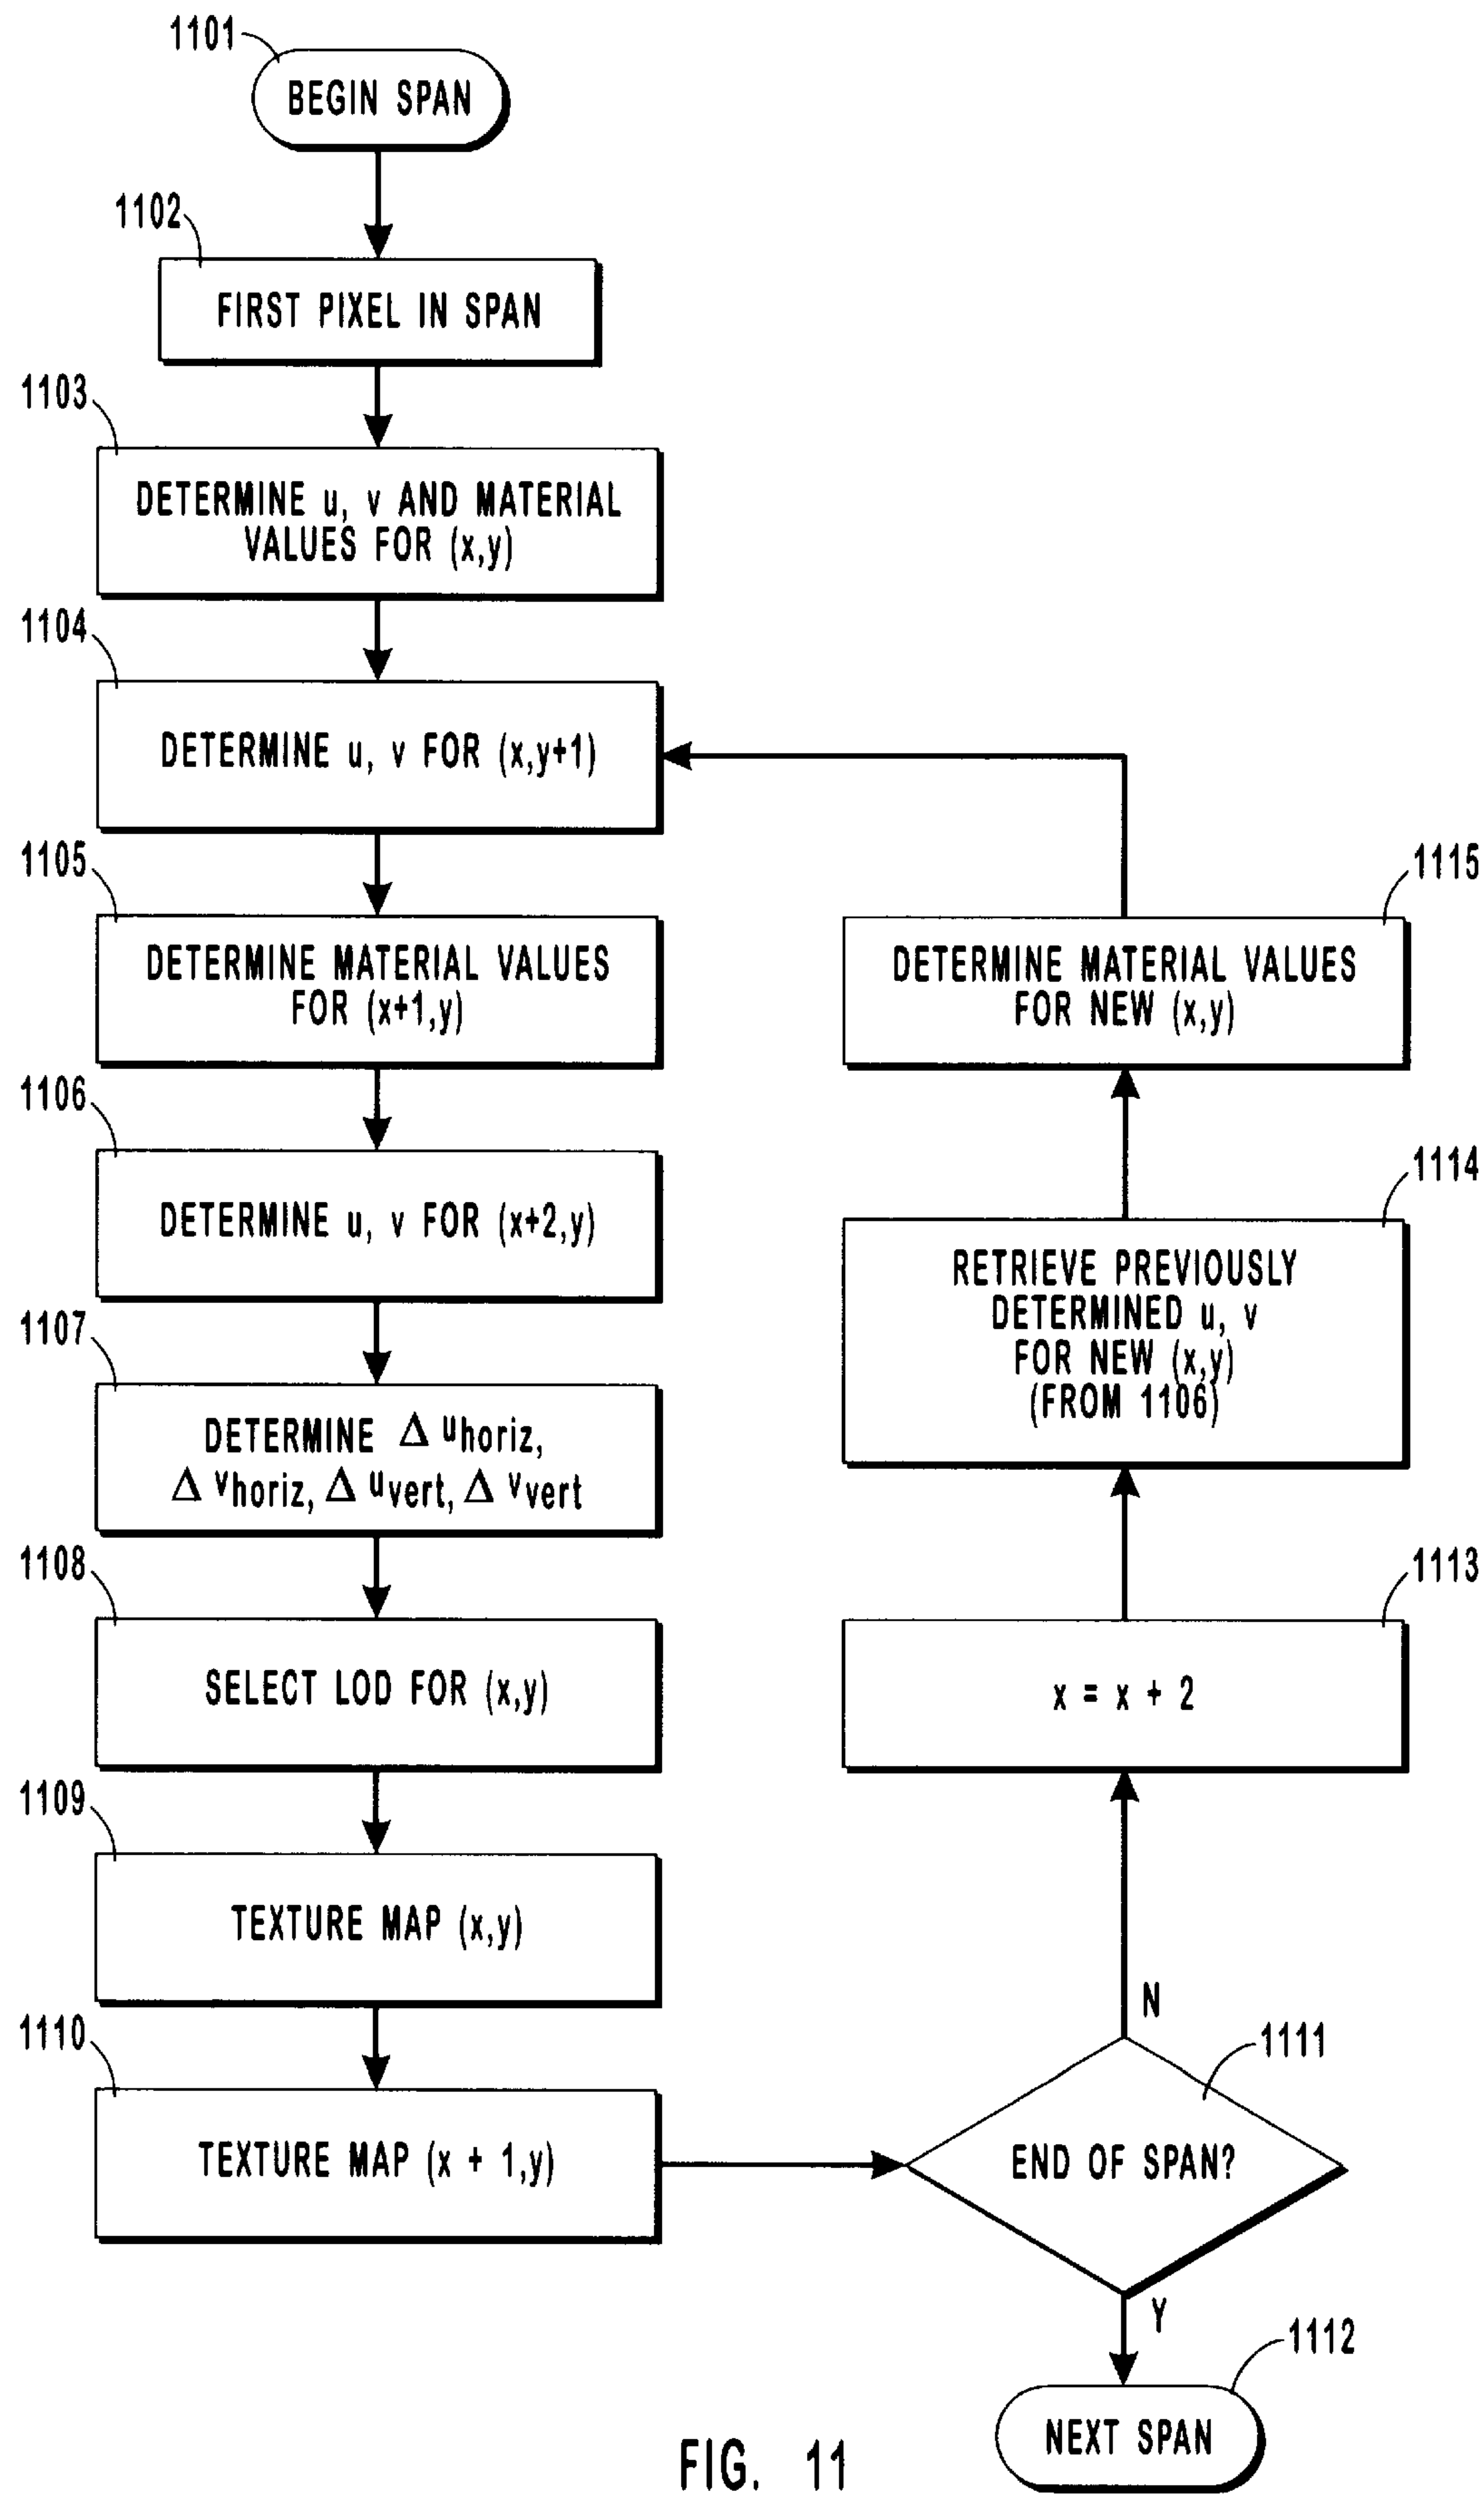 1101
BEGIN SPAN
1102
FIRST PIXEL IN SPAN
1103
DETERMINE u, v AND MATERIAL
VALUES FOR (x,y)
1104
DETERMINE u, v FOR (x,y+1)
1105
DETERMINE MATERIAL VALUES
FOR (x+1,y)
1106
DETERMINE u, v FOR (x+2,y)
1107
DETERMINE Δ uhoriz,
Δ vhoriz, Δ uvert, Δ vvert
1108
SELECT LOD FOR (x,y)
1109
TEXTURE MAP (x,y)
1110
TEXTURE MAP (x + 1,y)
1111
END OF SPAN?
N
Y
1112
NEXT SPAN
1113
x = x + 2
1114
RETRIEVE PREVIOUSLY
DETERMINED u, v
FOR NEW (x,y)
(FROM 1106)
1115
DETERMINE MATERIAL VALUES
FOR NEW (x,y)
FIG. 11